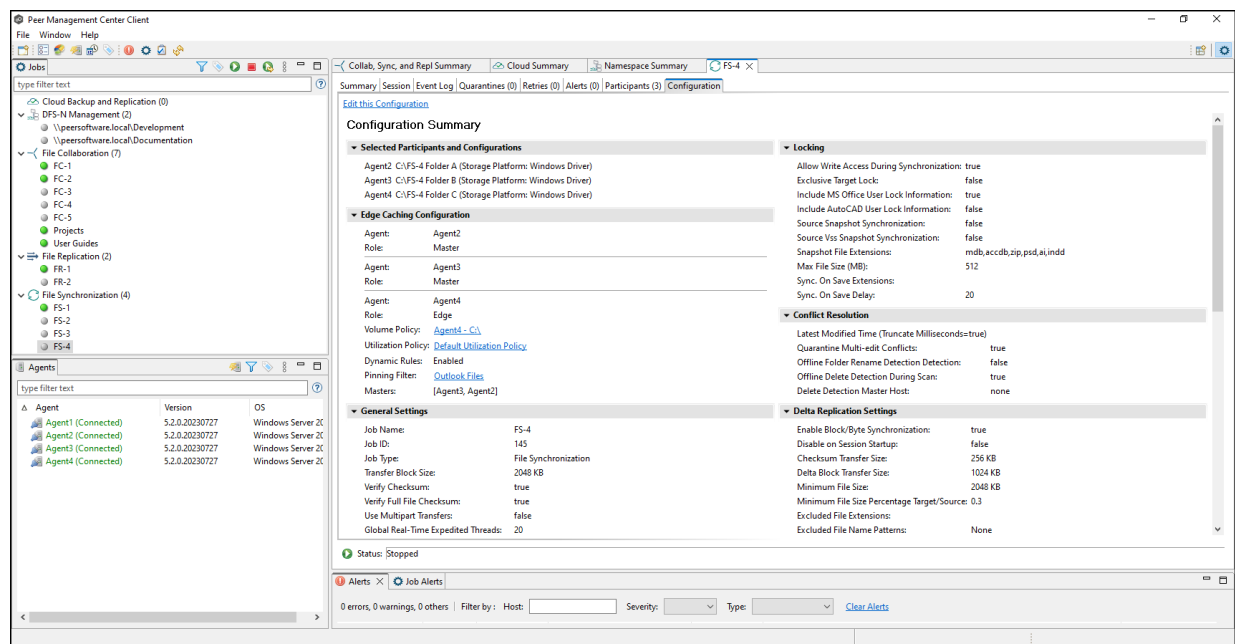 Peer Management Center Client
File Window Help
Jobs
type filter text
Cloud Backup and Replication (0)
DFS-N Management (2)
\\peersoftware.local\Development
\\peersoftware.local\Documentation
File Collaboration (7)
FC-1
FC-2
FC-3
FC-4
FC-5
Projects
User Guides
File Replication (2)
FR-1
FR-2
File Synchronization (4)
FS-1
FS-2
FS-3
FS-4
Agents
type filter text
Agent Version OS
Agent1 (Connected) 5.2.0.20230727 Windows Server 20
Agent2 (Connected) 5.2.0.20230727 Windows Server 20
Agent3 (Connected) 5.2.0.20230727 Windows Server 20
Agent4 (Connected) 5.2.0.20230727 Windows Server 20
Collab, Sync, and Repl Summary Cloud Summary Namespace Summary FS-4
Summary Session Event Log Quarantines (0) Retries (0) Alerts (0) Participants (3) Configuration
Edit this Configuration
Configuration Summary
Selected Participants and Configurations
Agent2 C:\FS-4 Folder A (Storage Platform: Windows Driver)
Agent3 C:\FS-4 Folder B (Storage Platform: Windows Driver)
Agent4 C:\FS-4 Folder C (Storage Platform: Windows Driver)
Edge Caching Configuration
Agent: Agent2
Role: Master
Agent: Agent3
Role: Master
Agent: Agent4
Role: Edge
Volume Policy: Agent4 - C:\
Utilization Policy: Default Utilization Policy
Dynamic Rules: Enabled
Pinning Filter: Outlook Files
Masters: [Agent3, Agent2]
General Settings
Job Name: FS-4
Job ID: 145
Job Type: File Synchronization
Transfer Block Size: 2048 KB
Verify Checksum: true
Verify Full File Checksum: true
Use Multipart Transfers: false
Global Real-Time Expedited Threads: 20
Locking
Allow Write Access During Synchronization: true
Exclusive Target Lock: false
Include MS Office User Lock Information: true
Include AutoCAD User Lock Information: false
Source Snapshot Synchronization: false
Source Vss Snapshot Synchronization: false
Snapshot File Extensions: mdb,accdb,zip,psd,ai,indd
Max File Size (MB): 512
Sync. On Save Extensions:
Sync. On Save Delay: 20
Conflict Resolution
Latest Modified Time (Truncate Milliseconds=true)
Quarantine Multi-edit Conflicts: true
Offline Folder Rename Detection Detection: false
Offline Delete Detection During Scan: true
Delete Detection Master Host: none
Delta Replication Settings
Enable Block/Byte Synchronization: true
Disable on Session Startup: false
Checksum Transfer Size: 256 KB
Delta Block Transfer Size: 1024 KB
Minimum File Size: 2048 KB
Minimum File Size Percentage Target/Source: 0.3
Excluded File Extensions:
Excluded File Name Patterns: None
Status: Stopped
Alerts Job Alerts
0 errors, 0 warnings, 0 others Filter by : Host: Severity: Type: Clear Alerts